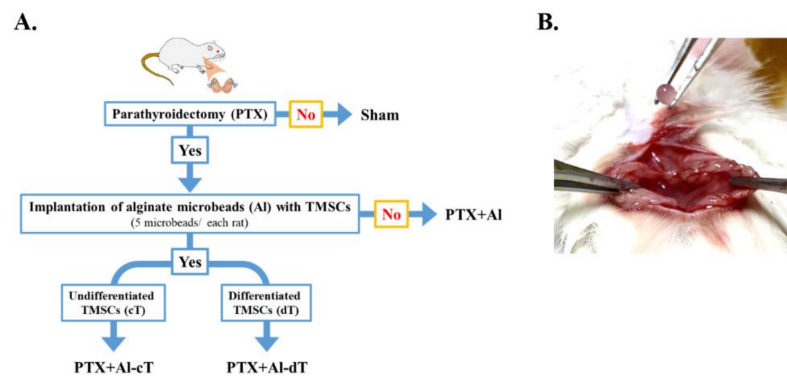 A.
B.
Parathyroidectomy (PTX)
No
Sham
Yes
Implantation of alginate microbeads (Al) with TMSCs
(5 microbeads/ each rat)
No
PTX+Al
Yes
Undifferentiated
TMSCs (cT)
Differentiated
TMSCs (dT)
PTX+Al-cT
PTX+Al-dT